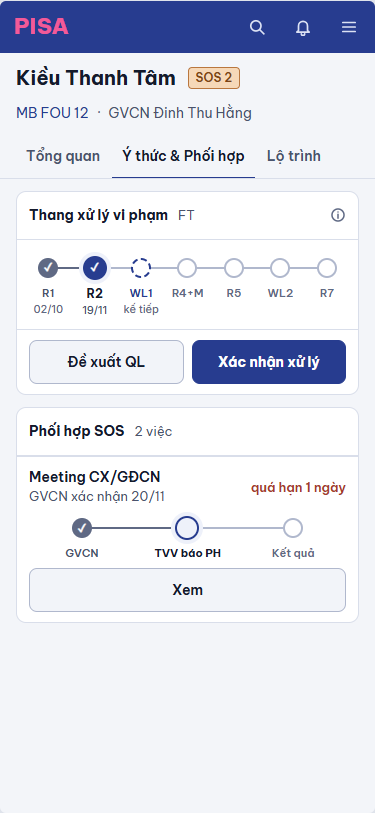 PISA
Kiều Thanh Tâm SOS 2
MB FOU 12 · GVCN Đinh Thu Hằng
Tổng quan Ý thức & Phối hợp Lộ trình
Thang xử lý vi phạm FT
R1 R2 WL1 R4+M R5 WL2 R7
02/10 19/11 kế tiếp
Đề xuất QL Xác nhận xử lý
Phối hợp SOS 2 việc
Meeting CX/GĐCN
GVCN xác nhận 20/11
quá hạn 1 ngày
GVCN TVV báo PH Kết quả
Xem